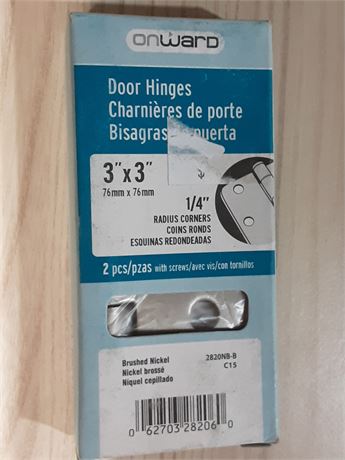 onward
Door Hinges
Charnières de porte
Bisagras
3" x 3"
76mm x 76mm
1/4"
RADIUS CORNERS
COINS RONDS
ESQUINAS REDONDEADAS
2 pcs/pzas with screws/avec vis/con tornillos
Brushed Nickel
Nickel brossé
Níquel cepillado
2820NB-B
C15
0 62703 28206 0